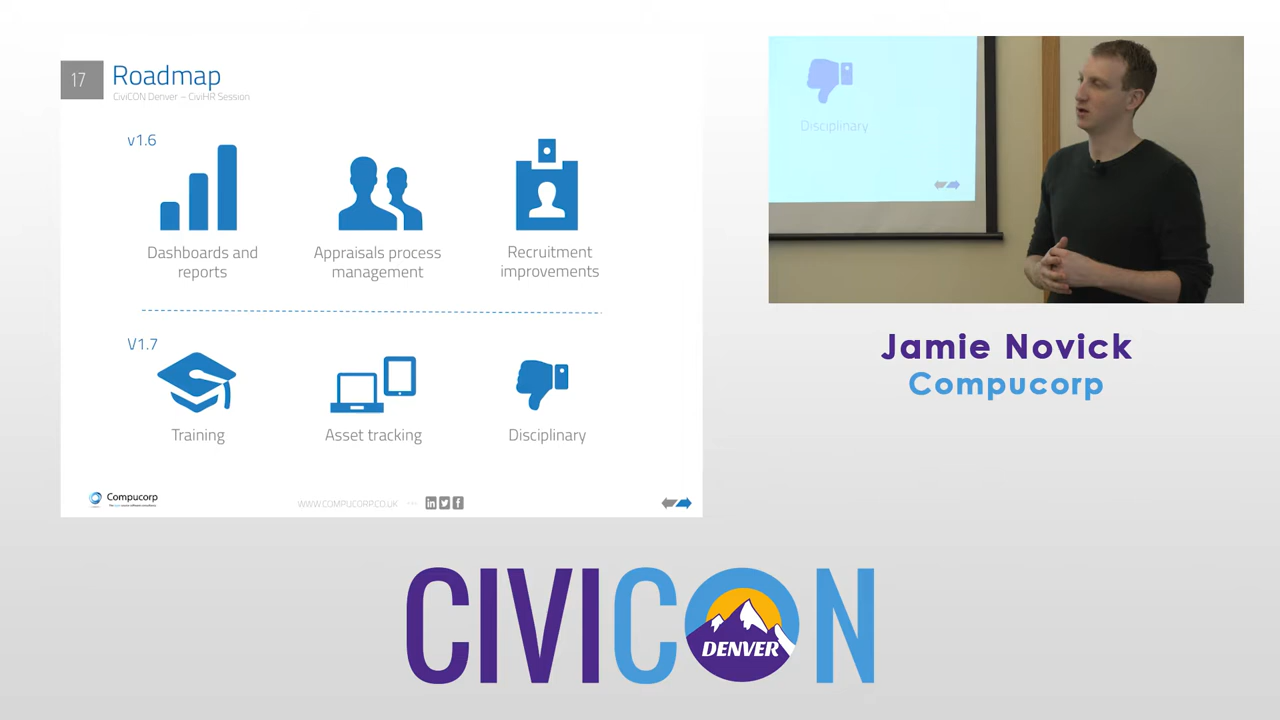 17
Roadmap
CiviCON Denver – CiviHR Session
v1.6
Dashboards and
reports
Appraisals process
management
Recruitment
improvements
V1.7
Training
Asset tracking
Disciplinary
Compucorp
WWW.COMPUCORP.CO.UK
Disciplinary
Jamie Novick
Compucorp
CIVICON
DENVER